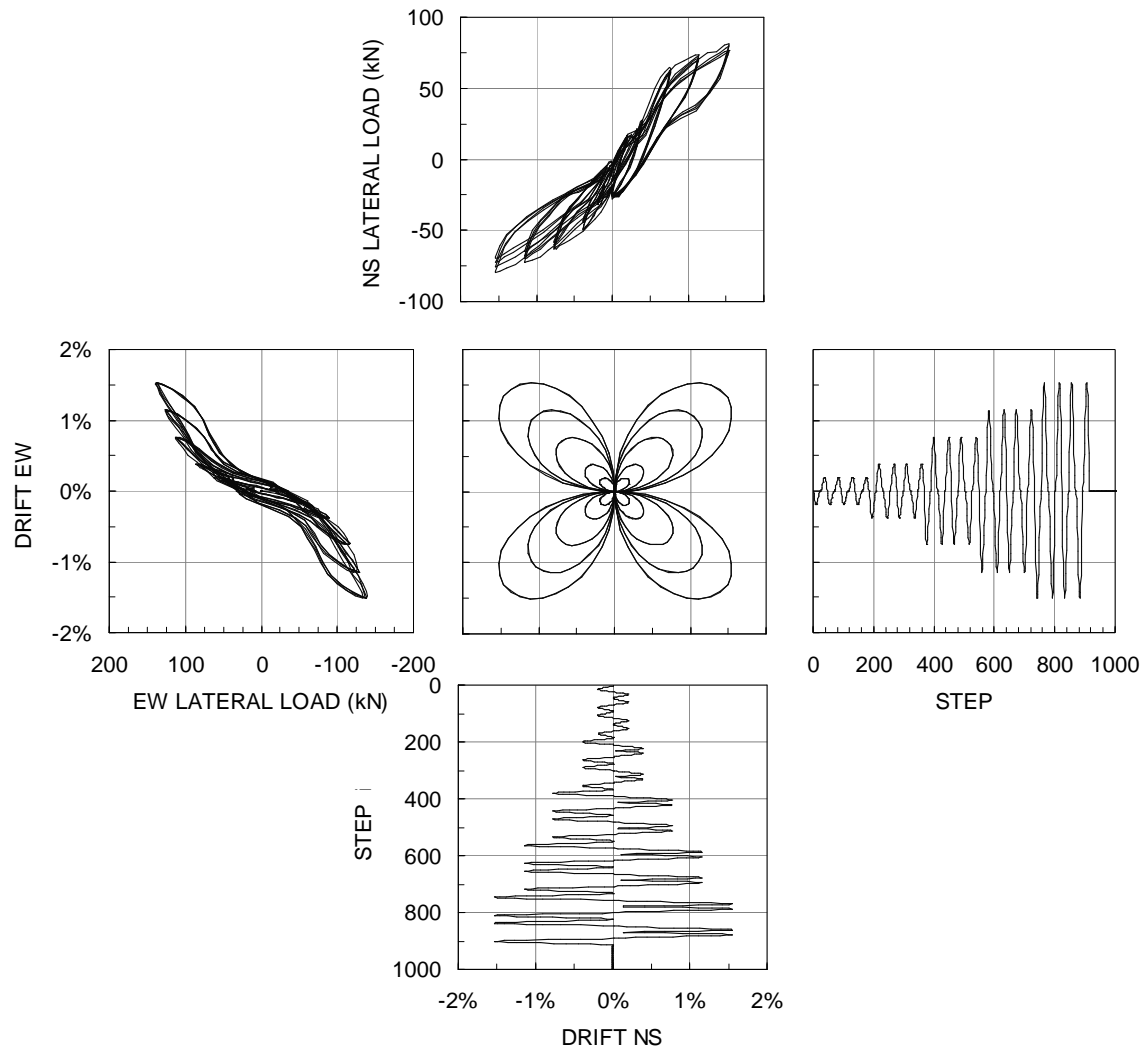 100
50
0
-50
-100
NS LATERAL LOAD (kN)
2%
1%
0%
-1%
-2%
DRIFT EW
200 100 0 -100 -200
EW LATERAL LOAD (kN)
0 200 400 600 800 1000
STEP
0
200
400
600
800
1000
STEP i
-2% -1% 0% 1% 2%
DRIFT NS